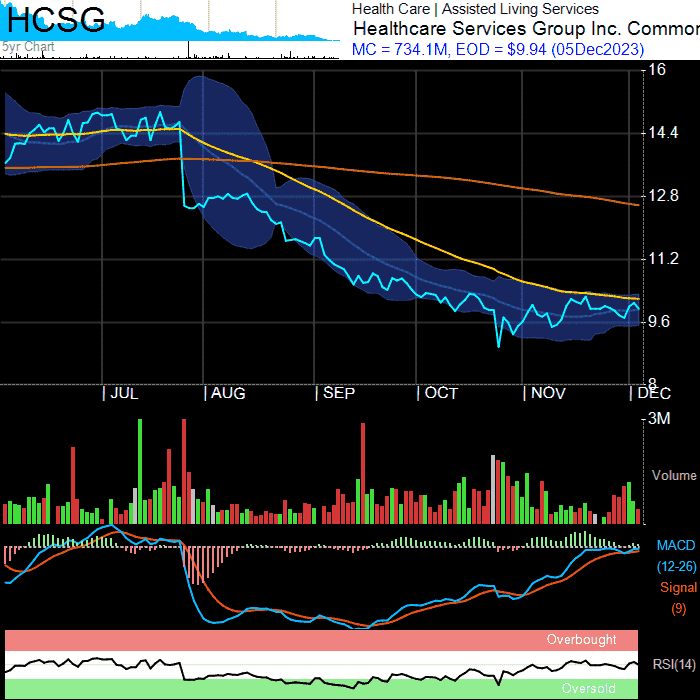 HCSG
5yr Chart
Health Care | Assisted Living Services
Healthcare Services Group Inc. Common
MC = 734.1M, EOD = $9.94 (05Dec2023)
16
14.4
12.8
11.2
9.6
8
JUL AUG SEP OCT NOV DEC
3M
Volume
MACD
(12-26)
Signal
(9)
Overbought
RSI(14)
Oversold